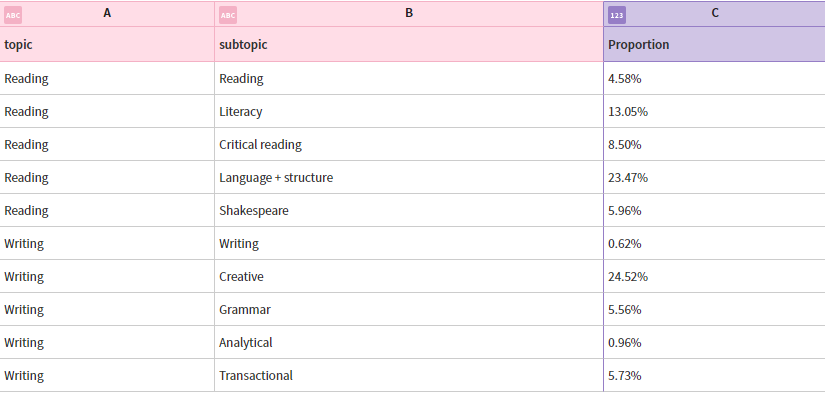 ABC A ABC B 123 C
topic subtopic Proportion
Reading Reading 4.58%
Reading Literacy 13.05%
Reading Critical reading 8.50%
Reading Language + structure 23.47%
Reading Shakespeare 5.96%
Writing Writing 0.62%
Writing Creative 24.52%
Writing Grammar 5.56%
Writing Analytical 0.96%
Writing Transactional 5.73%